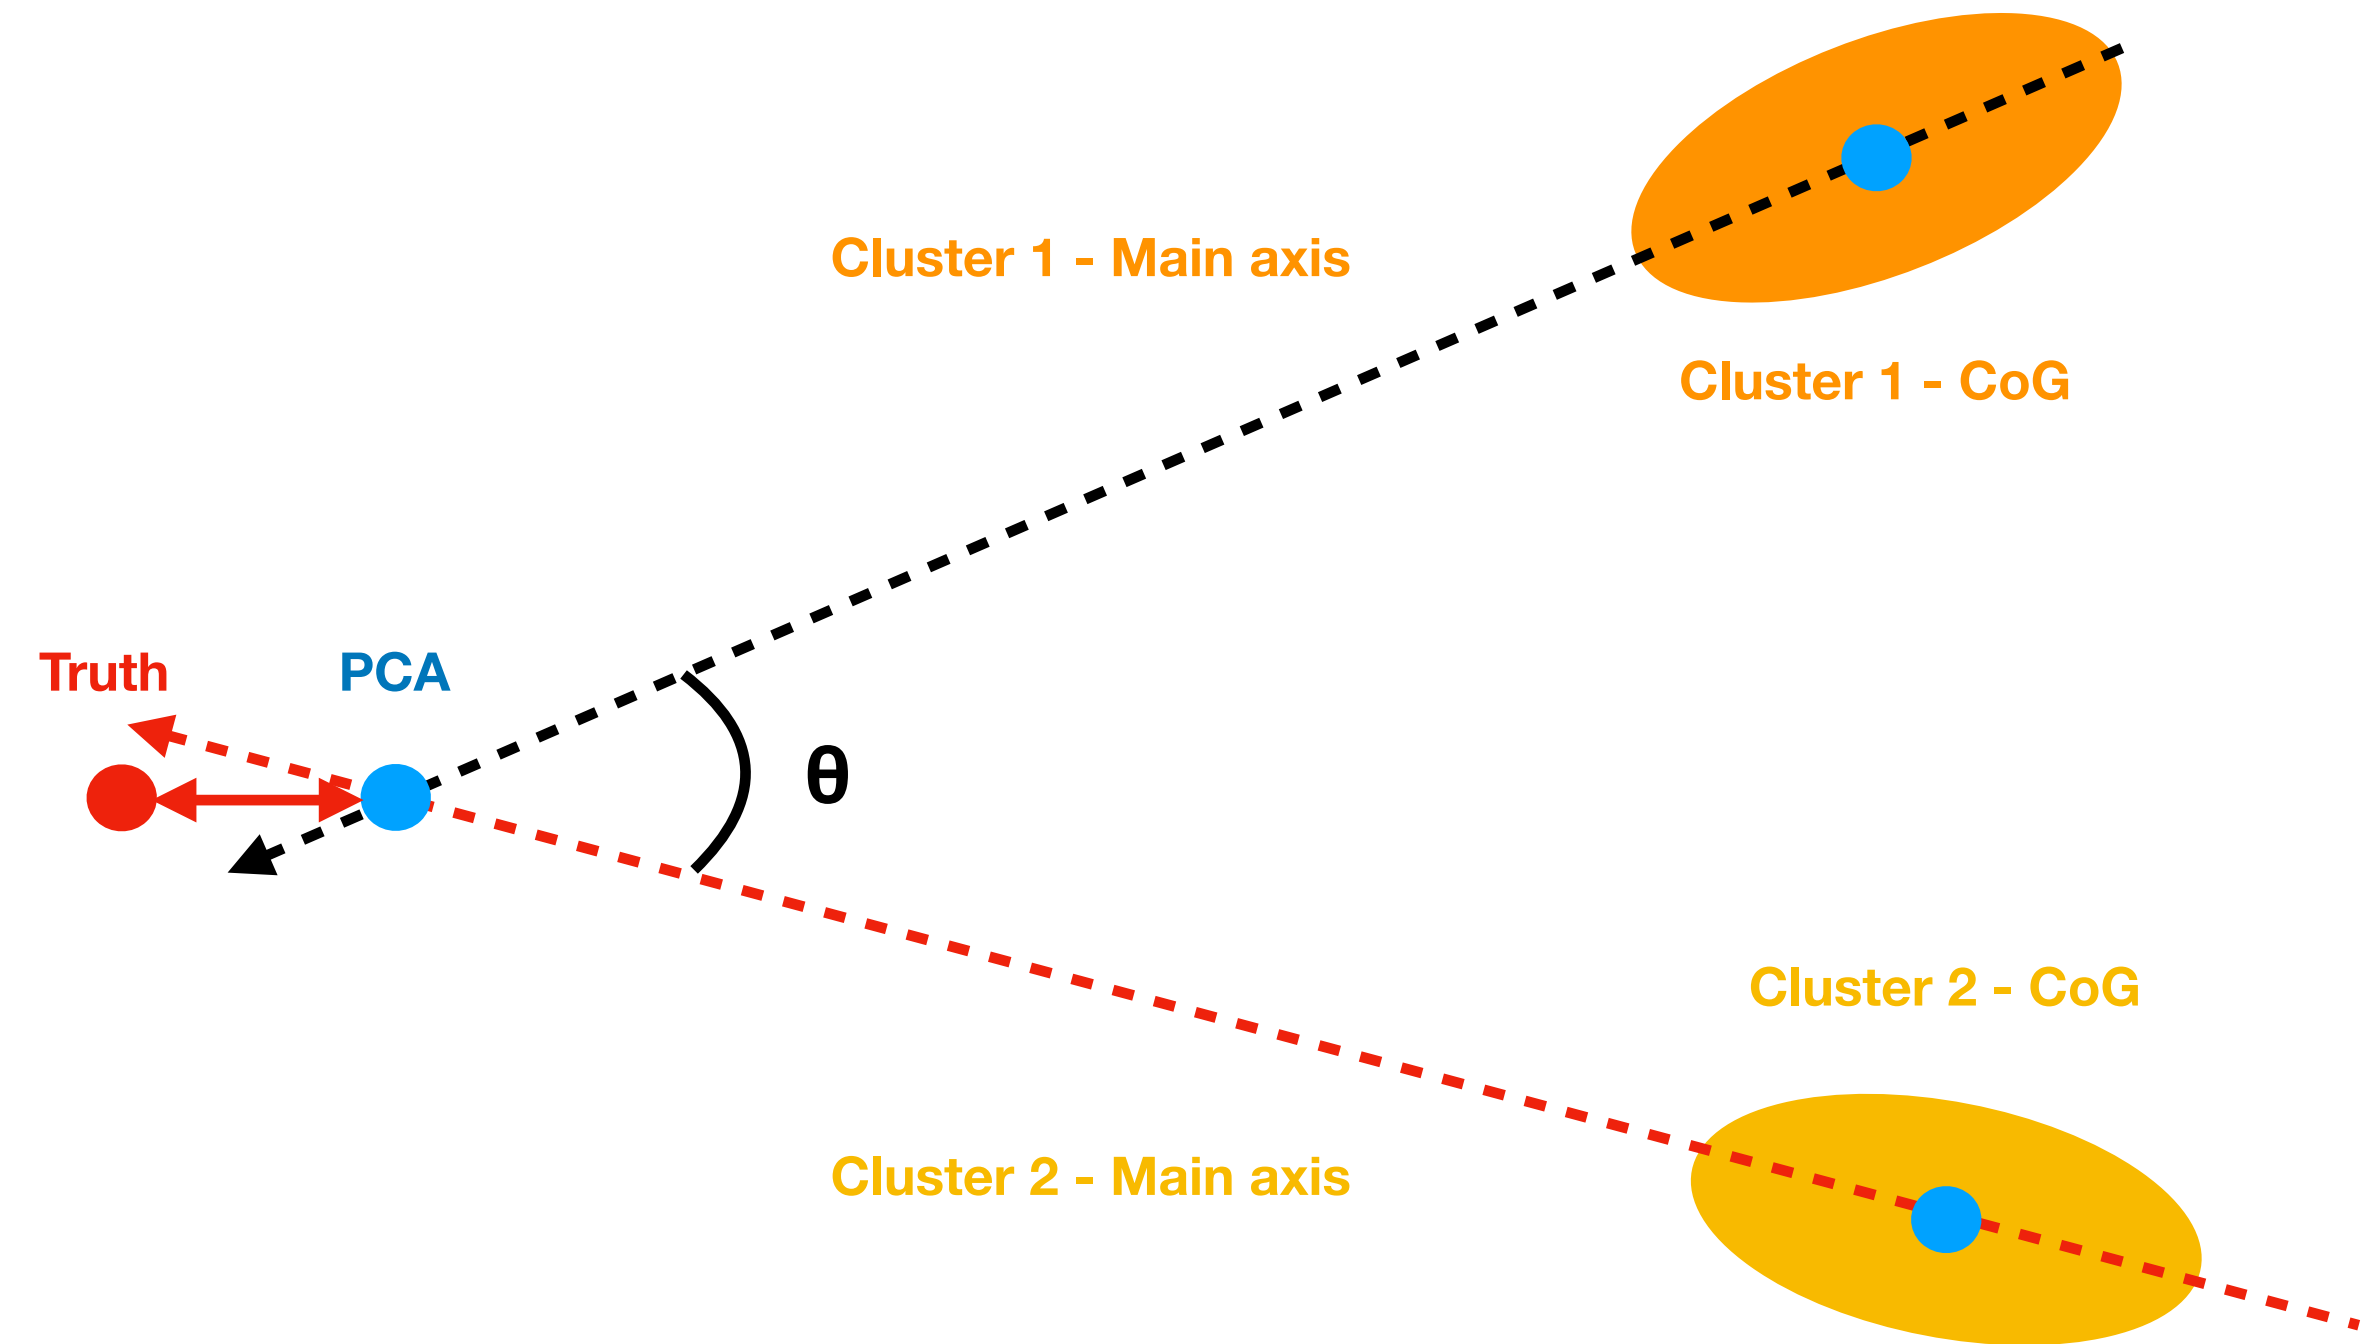 Cluster 1 - Main axis
Cluster 1 - CoG
Truth
PCA
θ
Cluster 2 - CoG
Cluster 2 - Main axis